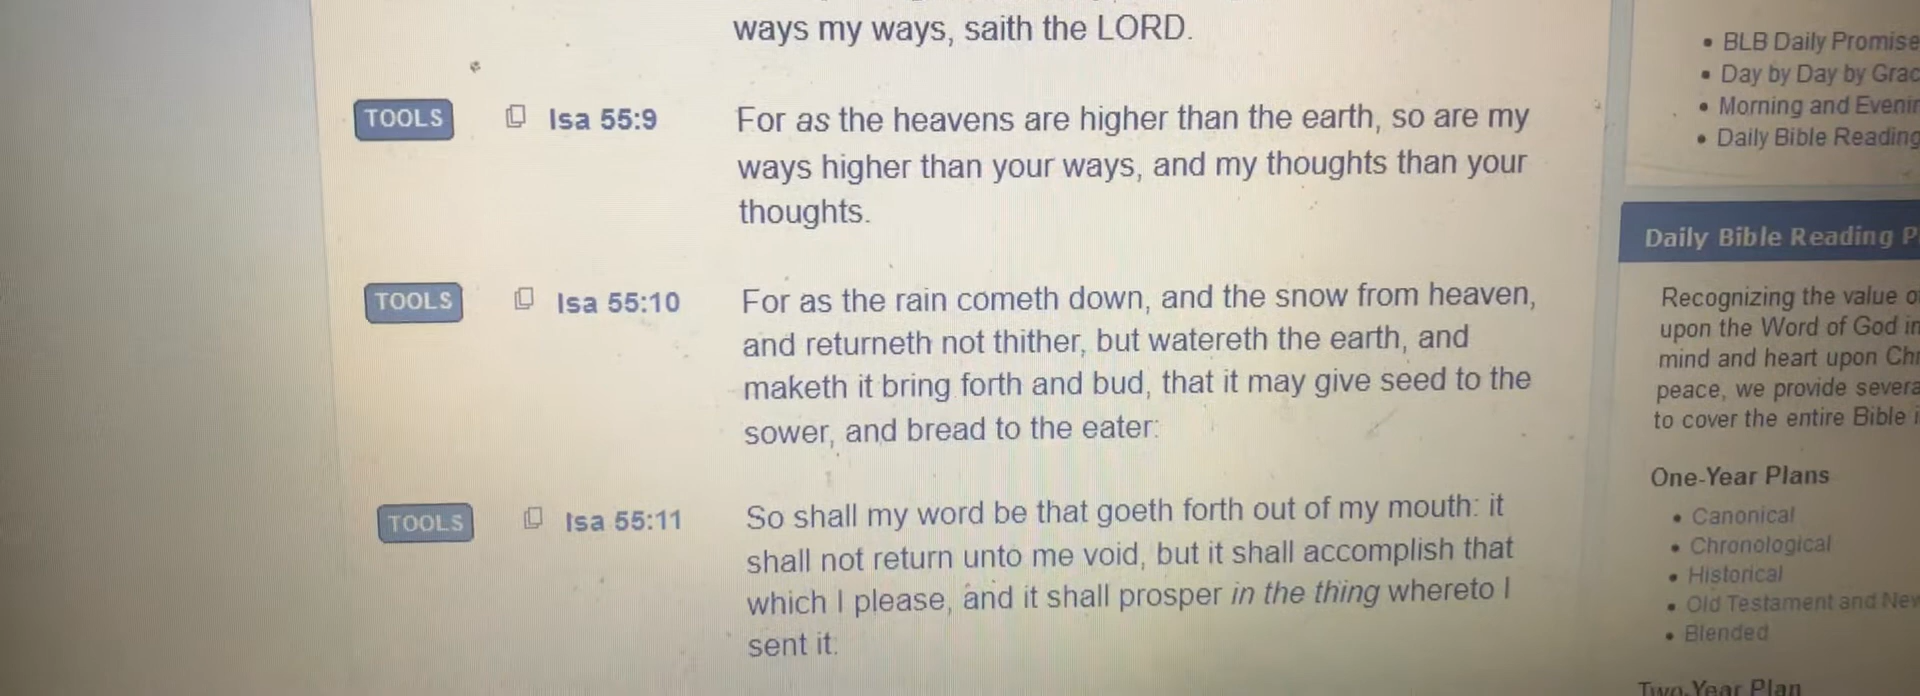 ways my ways, saith the LORD.
TOOLS Isa 55:9 For as the heavens are higher than the earth, so are my
ways higher than your ways, and my thoughts than your
thoughts.
TOOLS Isa 55:10 For as the rain cometh down, and the snow from heaven,
and returneth not thither, but watereth the earth, and
maketh it bring forth and bud, that it may give seed to the
sower, and bread to the eater:
TOOLS Isa 55:11 So shall my word be that goeth forth out of my mouth: it
shall not return unto me void, but it shall accomplish that
which I please, and it shall prosper in the thing whereto I
sent it.
• BLB Daily Promise
• Day by Day by Grac
• Morning and Evenin
• Daily Bible Reading
Daily Bible Reading P
Recognizing the value o
upon the Word of God in
mind and heart upon Chr
peace, we provide severa
to cover the entire Bible i
One-Year Plans
• Canonical
• Chronological
• Historical
• Old Testament and New
• Blended
Two-Year Plan